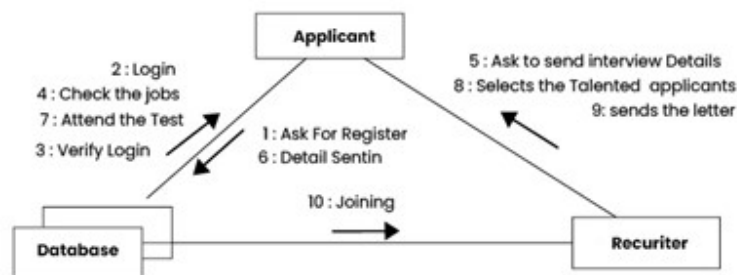 Applicant
2 : Login
4 : Check the jobs
7 : Attend the Test
3 : Verify Login
5 : Ask to send interview Details
8 : Selects the Talented applicants
9: sends the letter
1 : Ask For Register
6 : Detail Sentin
10 : Joining
Database
Recuriter